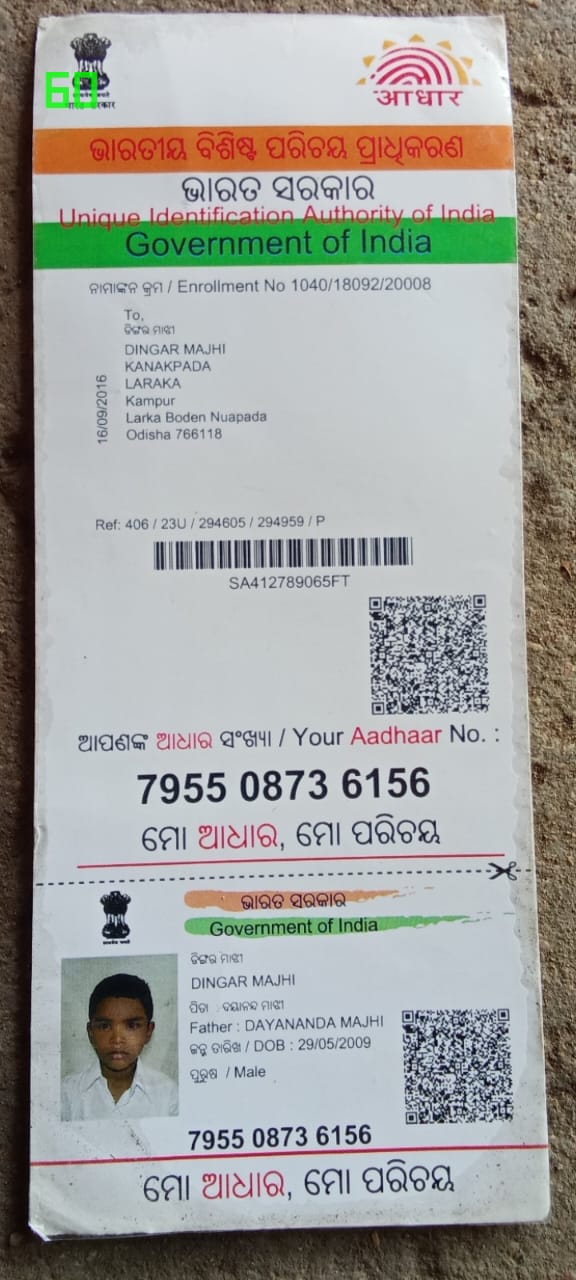 60
आधार
ଭାରତୀୟ ବିଶିଷ୍ଟ ପରିଚୟ ପ୍ରାଧିକରଣ
ଭାରତ ସରକାର
Unique Identification Authority of India
Government of India
ନାମାଙ୍କନ କ୍ରମ / Enrollment No 1040/18092/20008
To,
ଡିଙ୍ଗର ମାଝୀ
DINGAR MAJHI
KANAKPADA
LARAKA
Kampur
Larka Boden Nuapada
Odisha 766118
16/09/2016
Ref: 406 / 23U / 294605 / 294959 / P
SA412789065FT
ଆପଣଙ୍କ ଆଧାର ସଂଖ୍ୟା / Your Aadhaar No. :
7955 0873 6156
ମୋ ଆଧାର, ମୋ ପରିଚୟ
ଭାରତ ସରକାର
Government of India
ଡିଙ୍ଗର ମାଝୀ
DINGAR MAJHI
ପିତା : ଦୟାନନ୍ଦ ମାଝୀ
Father : DAYANANDA MAJHI
ଜନ୍ମ ତାରିଖ / DOB : 29/05/2009
ପୁରୁଷ / Male
7955 0873 6156
ମୋ ଆଧାର, ମୋ ପରିଚୟ